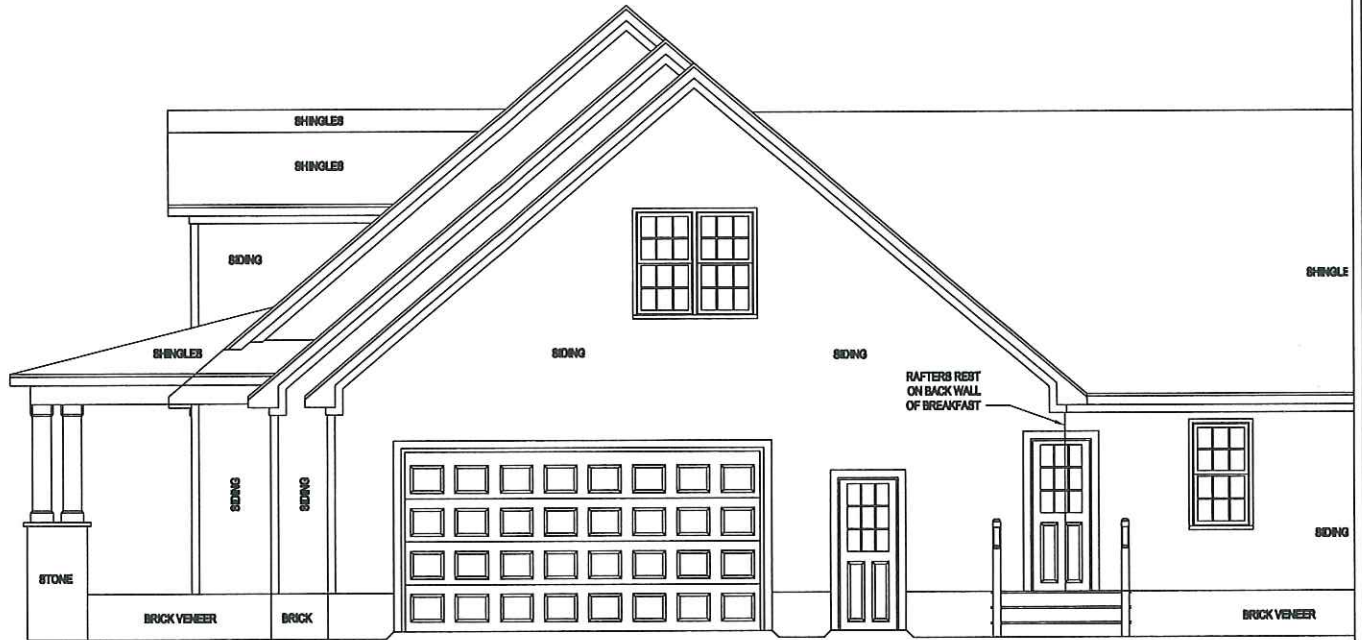 SHINGLES
SHINGLES
SIDING
SHINGLE
SHINGLES
SIDING
SIDING
RAFTERS REST
ON BACK WALL
OF BREAKFAST
SIDING
SIDING
SIDING
STONE
BRICK VENEER
BRICK
BRICK VENEER